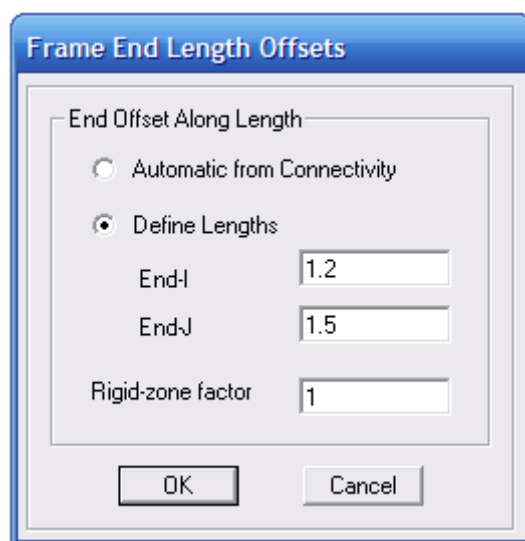 Frame End Length Offsets
End Offset Along Length
Automatic from Connectivity
Define Lengths
End-I 1.2
End-J 1.5
Rigid-zone factor 1
OK Cancel